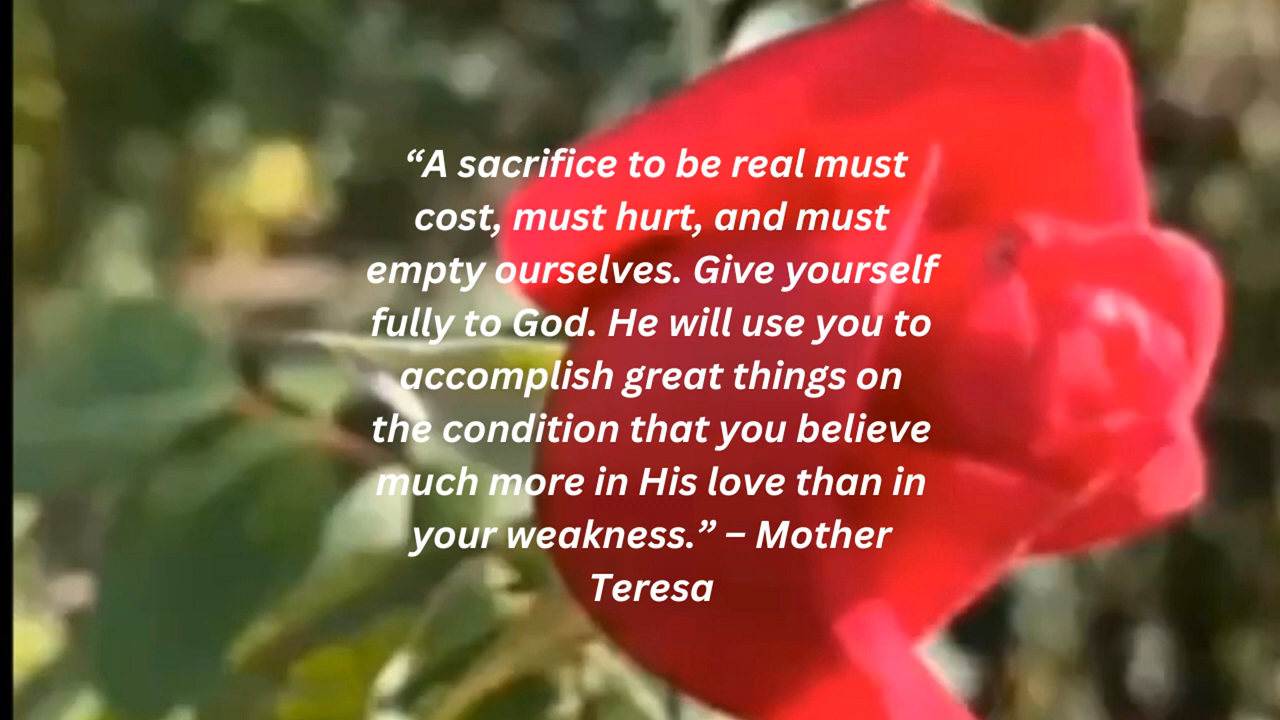 “A sacrifice to be real must
cost, must hurt, and must
empty ourselves. Give yourself
fully to God. He will use you to
accomplish great things on
the condition that you believe
much more in His love than in
your weakness.” – Mother
Teresa